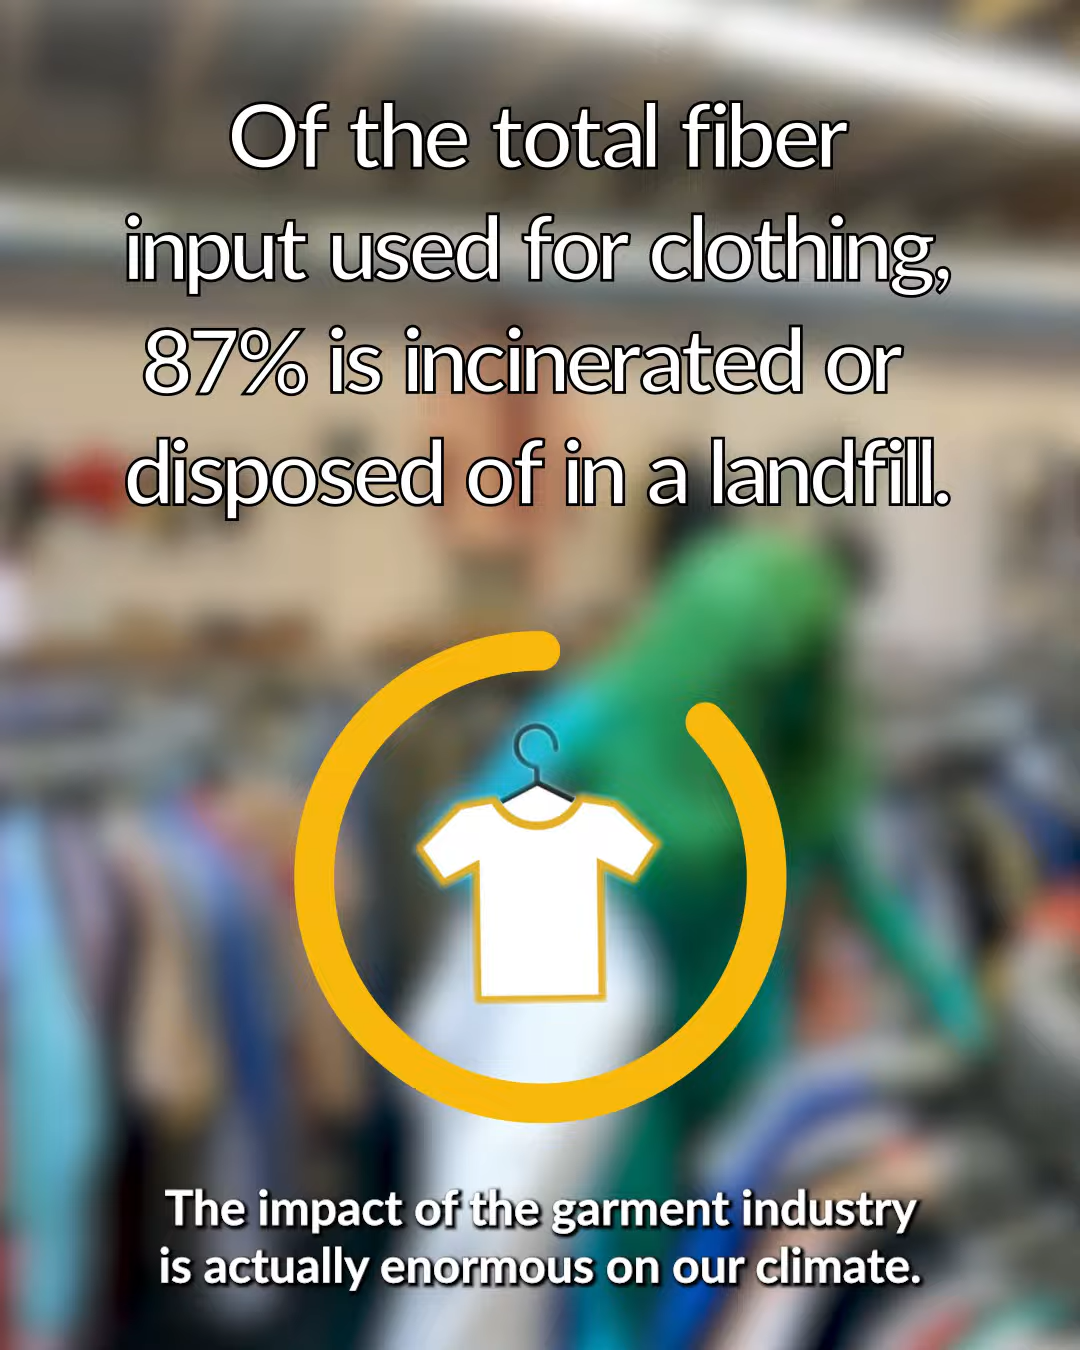 Of the total fiber
input used for clothing,
87% is incinerated or
disposed of in a landfill.
The impact of the garment industry
is actually enormous on our climate.